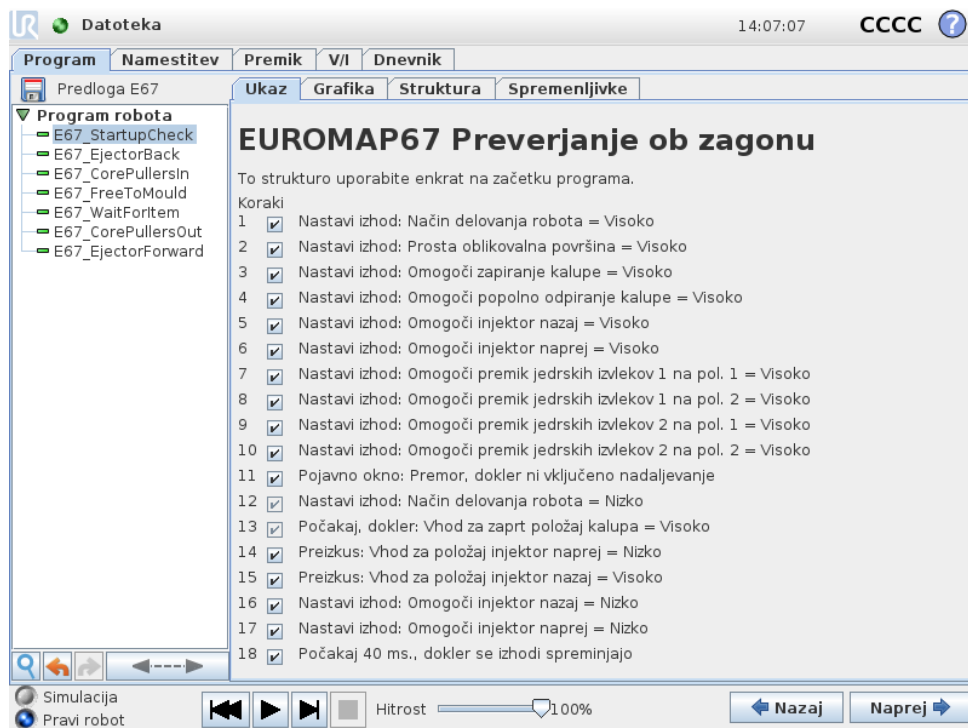 UR Datoteka 14:07:07 CCCC ?
Program Namestitev Premik V/I Dnevnik
Predloga E67
Ukaz Grafika Struktura Spremenljivke
Program robota
E67_StartupCheck
E67_EjectorBack
E67_CorePullersIn
E67_FreeToMould
E67_WaitForItem
E67_CorePullersOut
E67_EjectorForward
EUROMAP67 Preverjanje ob zagonu
To strukturo uporabite enkrat na začetku programa.
Koraki
1 Nastavi izhod: Način delovanja robota = Visoko
2 Nastavi izhod: Prosta oblikovalna površina = Visoko
3 Nastavi izhod: Omogoči zapiranje kalupe = Visoko
4 Nastavi izhod: Omogoči popolno odpiranje kalupe = Visoko
5 Nastavi izhod: Omogoči injektor nazaj = Visoko
6 Nastavi izhod: Omogoči injektor naprej = Visoko
7 Nastavi izhod: Omogoči premik jedrskih izvlekov 1 na pol. 1 = Visoko
8 Nastavi izhod: Omogoči premik jedrskih izvlekov 1 na pol. 2 = Visoko
9 Nastavi izhod: Omogoči premik jedrskih izvlekov 2 na pol. 1 = Visoko
10 Nastavi izhod: Omogoči premik jedrskih izvlekov 2 na pol. 2 = Visoko
11 Pojavno okno: Premor, dokler ni vključeno nadaljevanje
12 Nastavi izhod: Način delovanja robota = Nizko
13 Počakaj, dokler: Vhod za zaprt položaj kalupa = Visoko
14 Preizkus: Vhod za položaj injektor naprej = Nizko
15 Preizkus: Vhod za položaj injektor nazaj = Visoko
16 Nastavi izhod: Omogoči injektor nazaj = Nizko
17 Nastavi izhod: Omogoči injektor naprej = Nizko
18 Počakaj 40 ms., dokler se izhodi spreminjajo
Simulacija
Pravi robot
Hitrost 100%
Nazaj Naprej